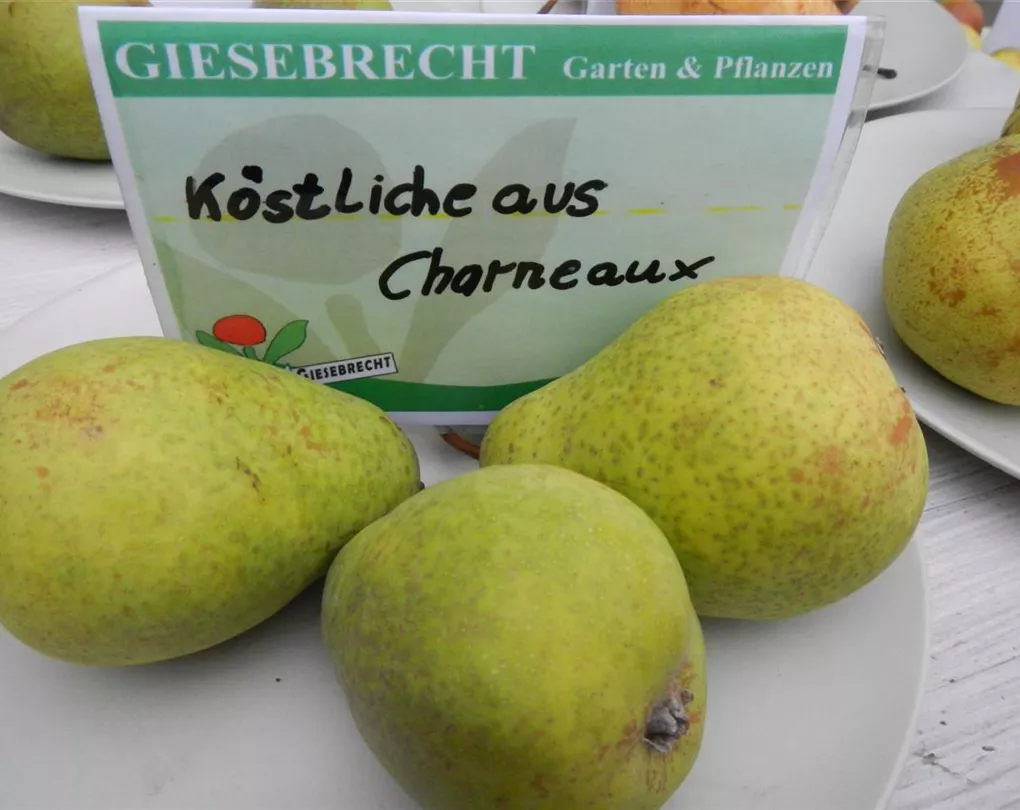 GIESEBRECHT Garten & Pflanzen
Köstliche aus
Charneaux
GIESEBRECHT